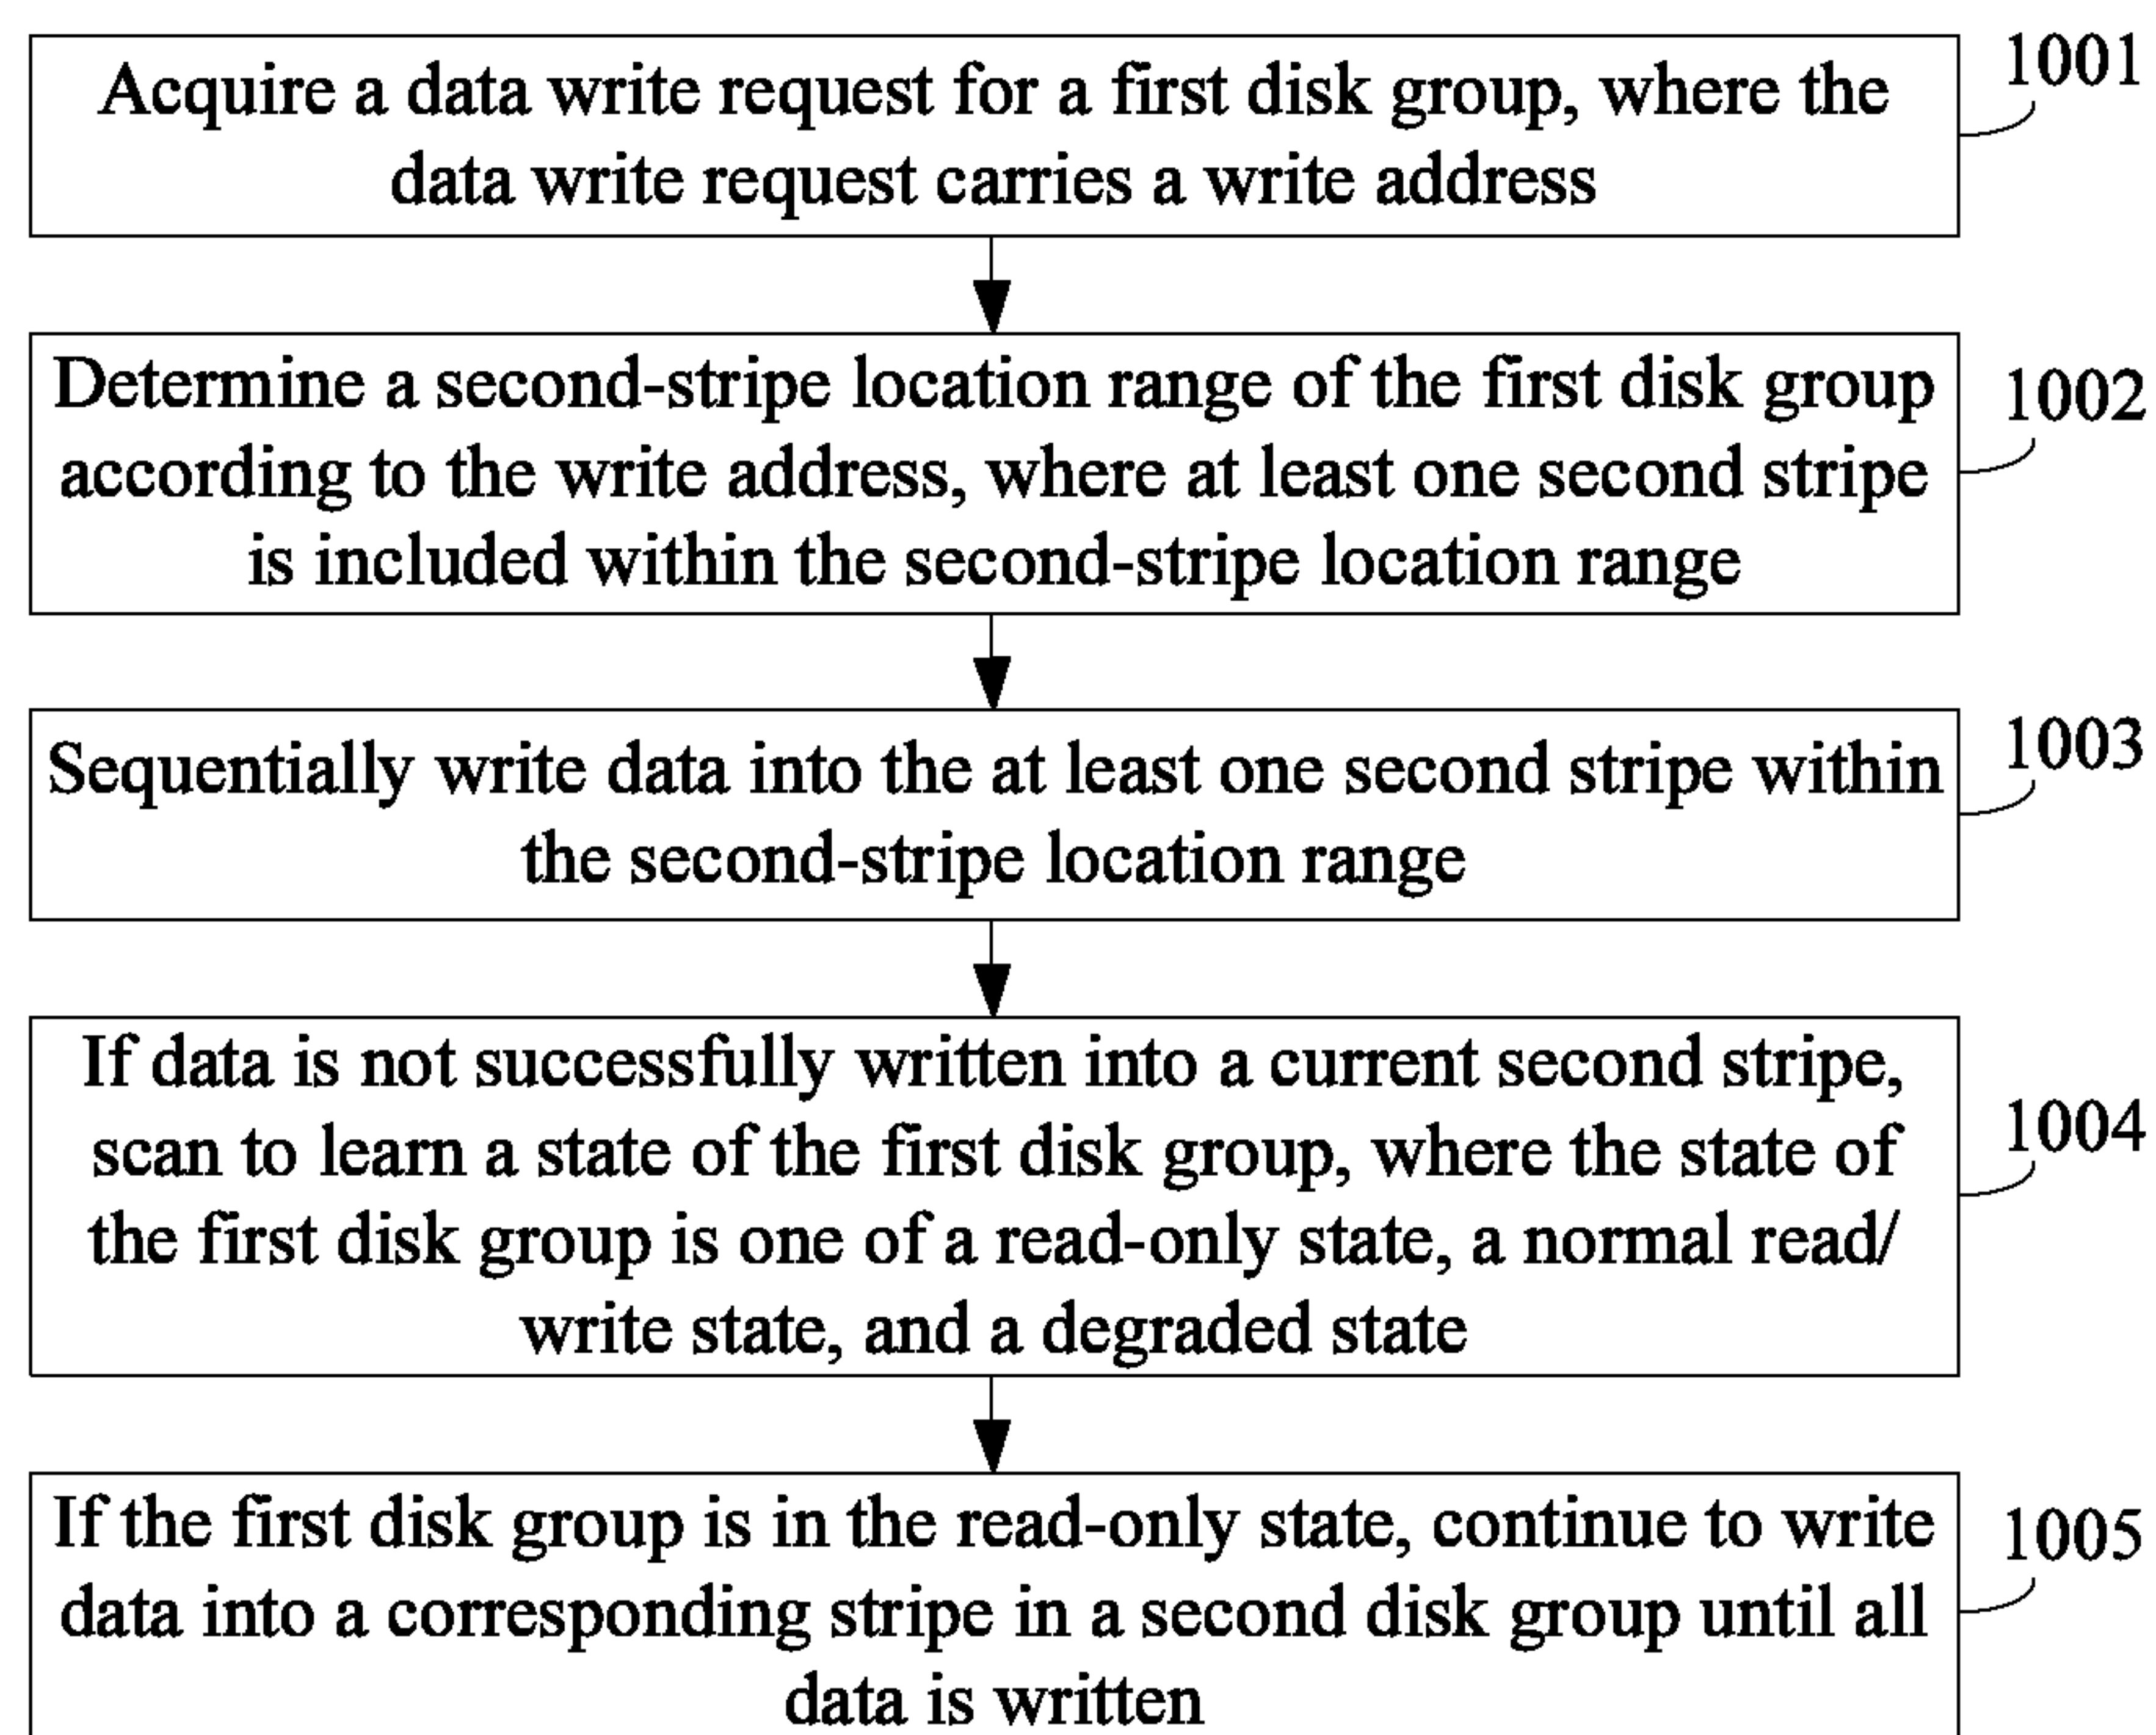 Acquire a data write request for a first disk group, where the
data write request carries a write address
1001
Determine a second-stripe location range of the first disk group
according to the write address, where at least one second stripe
is included within the second-stripe location range
1002
Sequentially write data into the at least one second stripe within
the second-stripe location range
1003
If data is not successfully written into a current second stripe,
scan to learn a state of the first disk group, where the state of
the first disk group is one of a read-only state, a normal read/
write state, and a degraded state
1004
If the first disk group is in the read-only state, continue to write
data into a corresponding stripe in a second disk group until all
data is written
1005